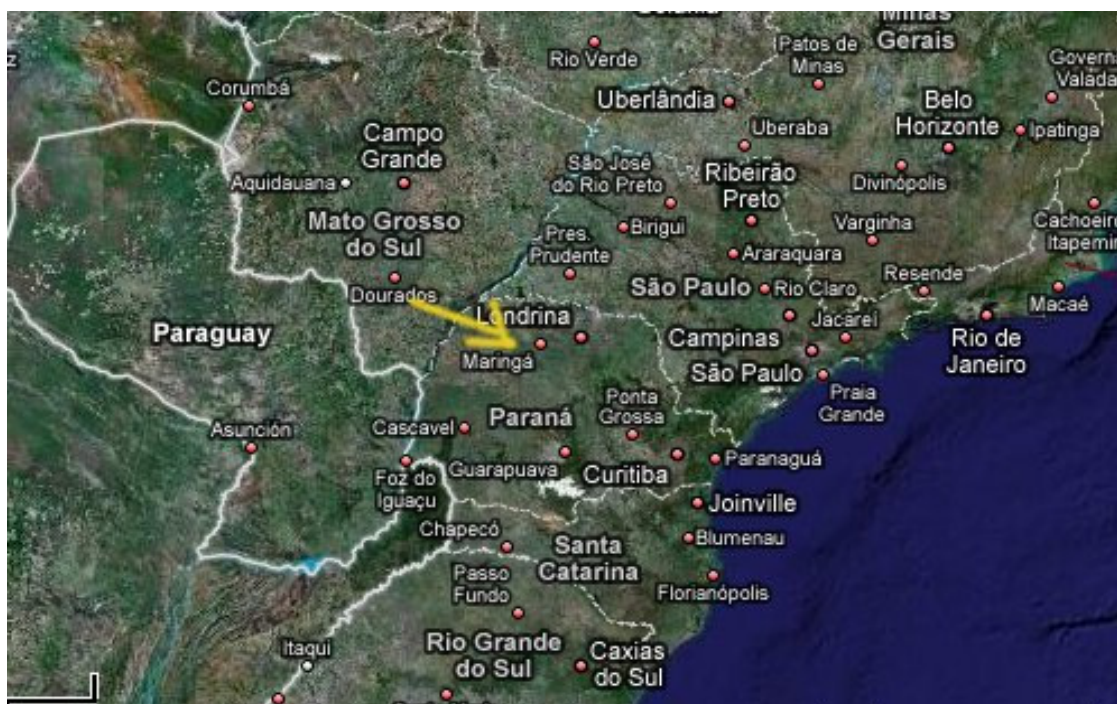 Minas
Gerais
Rio Verde
Patos de
Minas
Corumbá
Uberlândia
Belo
Horizonte
Ipatinga
Uberaba
Campo
Grande
São José
do Rio Preto
Ribeirão
Preto
Aquidauana
Divinópolis
Mato Grosso
do Sul
Birigui
Varginha
Pres.
Prudente
Araraquara
Dourados
São Paulo
Rio Claro
Resende
Macaé
Paraguay
Londrina
Maringá
Campinas
Jacareí
Rio de
Janeiro
São Paulo
Praia
Grande
Asunción
Cascavel
Paraná
Ponta
Grossa
Guarapuava
Curitiba
Paranaguá
Foz do
Iguaçu
Joinville
Chapecó
Santa
Catarina
Blumenau
Passo
Fundo
Florianópolis
Itaqui
Rio Grande
do Sul
Caxias
do Sul